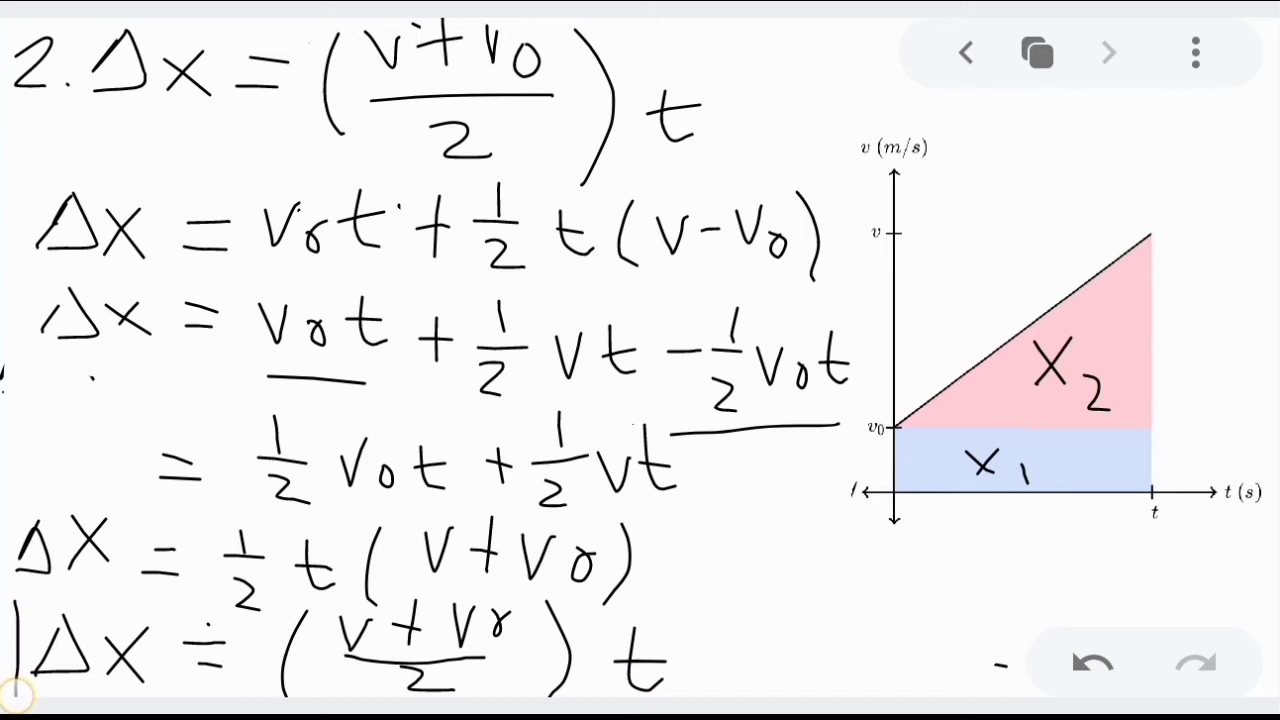 2. Δx = (v + v₀ / 2) t
Δx = v₀t + 1/2 t (v - v₀)
Δx = v₀t + 1/2 vt - 1/2 v₀t
= 1/2 v₀t + 1/2 vt
Δx = 1/2 t (v + v₀)
Δx = (v + v₀ / 2) t
v (m/s)
v
x₂
v₀
x₁
t (s)
t